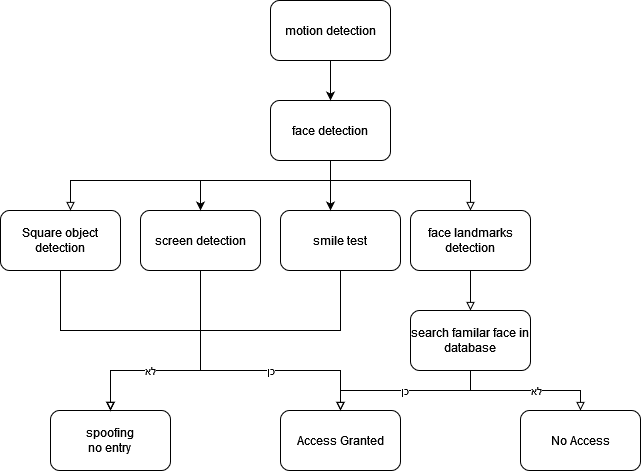 motion detection
face detection
Square object
detection
screen detection
smile test
face landmarks
detection
search familar face in
database
לא
כן
כן
לא
spoofing
no entry
Access Granted
No Access